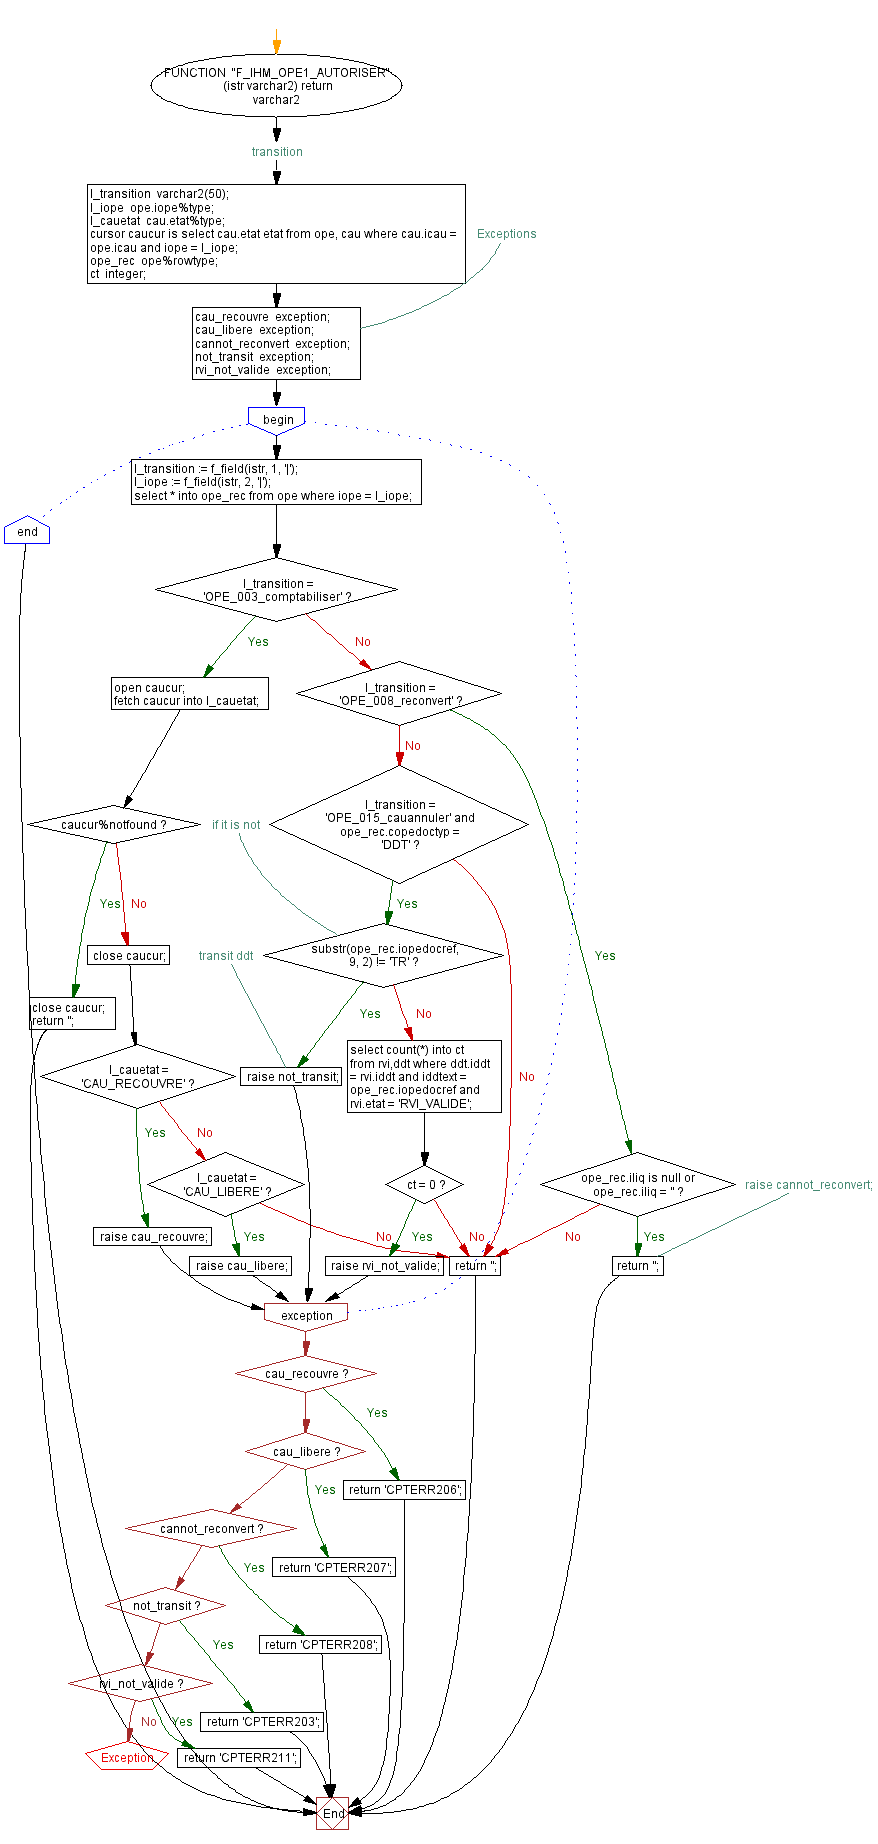 FUNCTION "F_IHM_OPE1_AUTORISER"
(istr varchar2) return
varchar2
transition
l_transition varchar2(50);
l_iope ope.iope%type;
l_cauetat cau.etat%type;
cursor caucur is select cau.etat etat from ope, cau where cau.icau =
ope.icau and iope = l_iope;
ope_rec ope%rowtype;
ct integer;
Exceptions
cau_recouvre exception;
cau_libere exception;
cannot_reconvert exception;
not_transit exception;
rvi_not_valide exception;
begin
l_transition := f_field(istr, 1, '|');
l_iope := f_field(istr, 2, '|');
select * into ope_rec from ope where iope = l_iope;
end
l_transition =
'OPE_003_comptabiliser' ?
Yes
No
open caucur;
fetch caucur into l_cauetat;
l_transition =
'OPE_008_reconvert' ?
No
l_transition =
'OPE_015_cauannuler' and
ope_rec.copedoctyp =
'DDT' ?
caucur%notfound ?
if it is not
Yes
No
Yes
close caucur;
substr(ope_rec.iopedocref,
9, 2) != 'TR' ?
transit ddt
Yes
close caucur;
return '';
Yes
No
l_cauetat =
'CAU_RECOUVRE' ?
raise not_transit;
select count(*) into ct
from rvi,ddt where ddt.iddt
= rvi.iddt and iddtext =
ope_rec.iopedocref and
rvi.etat = 'RVI_VALIDE';
No
Yes
No
l_cauetat =
'CAU_LIBERE' ?
ct = 0 ?
ope_rec.iliq is null or
ope_rec.iliq = '' ?
raise cannot_reconvert;
raise cau_recouvre;
Yes
No
Yes
No
No
Yes
raise cau_libere;
raise rvi_not_valide;
return '';
return '';
exception
cau_recouvre ?
Yes
cau_libere ?
Yes
return 'CPTERR206';
cannot_reconvert ?
Yes
return 'CPTERR207';
not_transit ?
Yes
return 'CPTERR208';
rvi_not_valide ?
No
Yes
return 'CPTERR203';
Exception
return 'CPTERR211';
End